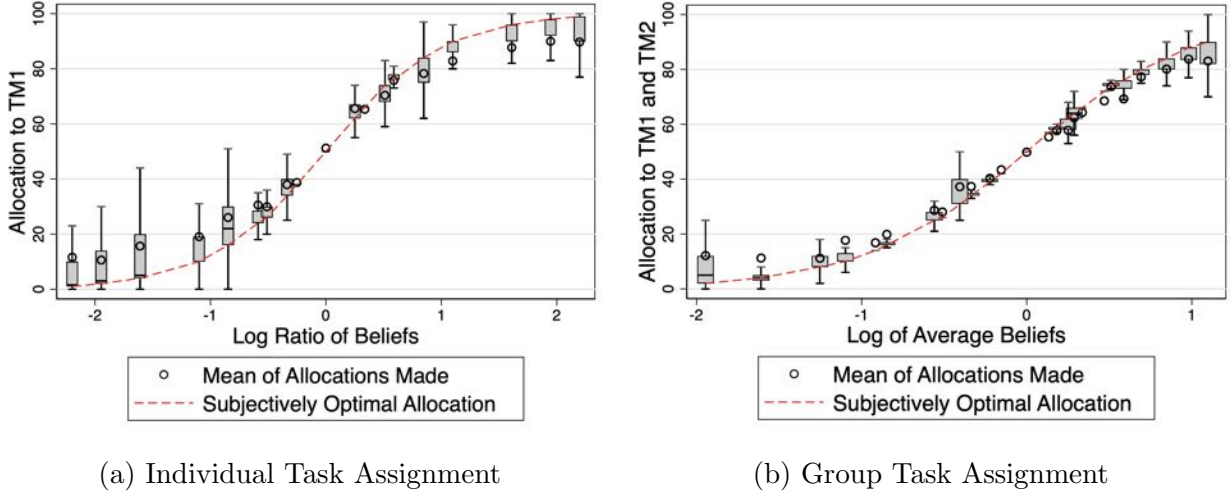 Allocation to TM1
100
80
60
40
20
0
-2
-1
0
1
2
Log Ratio of Beliefs
Mean of Allocations Made
Subjectively Optimal Allocation
(a) Individual Task Assignment
Allocation to TM1 and TM2
100
80
60
40
20
0
-2
-1
0
1
Log of Average Beliefs
Mean of Allocations Made
Subjectively Optimal Allocation
(b) Group Task Assignment